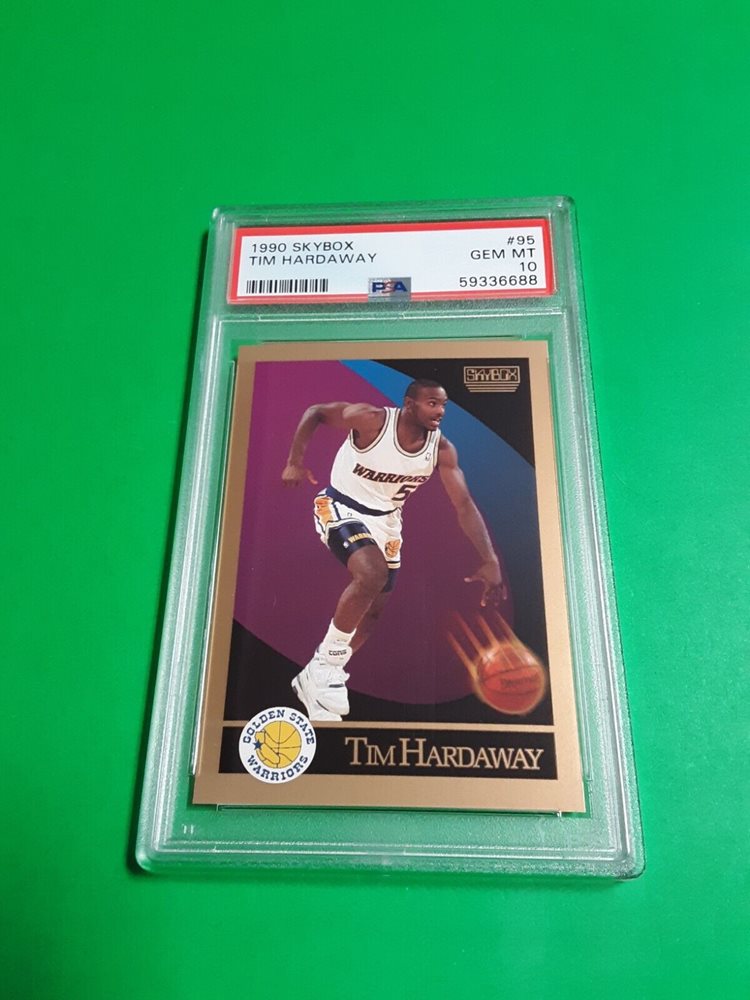 1990 SKYBOX #95
TIM HARDAWAY GEM MT
10
PSA 59336688
SKYBOX
WARRIORS
5
GOLDEN STATE
WARRIORS
TIM HARDAWAY